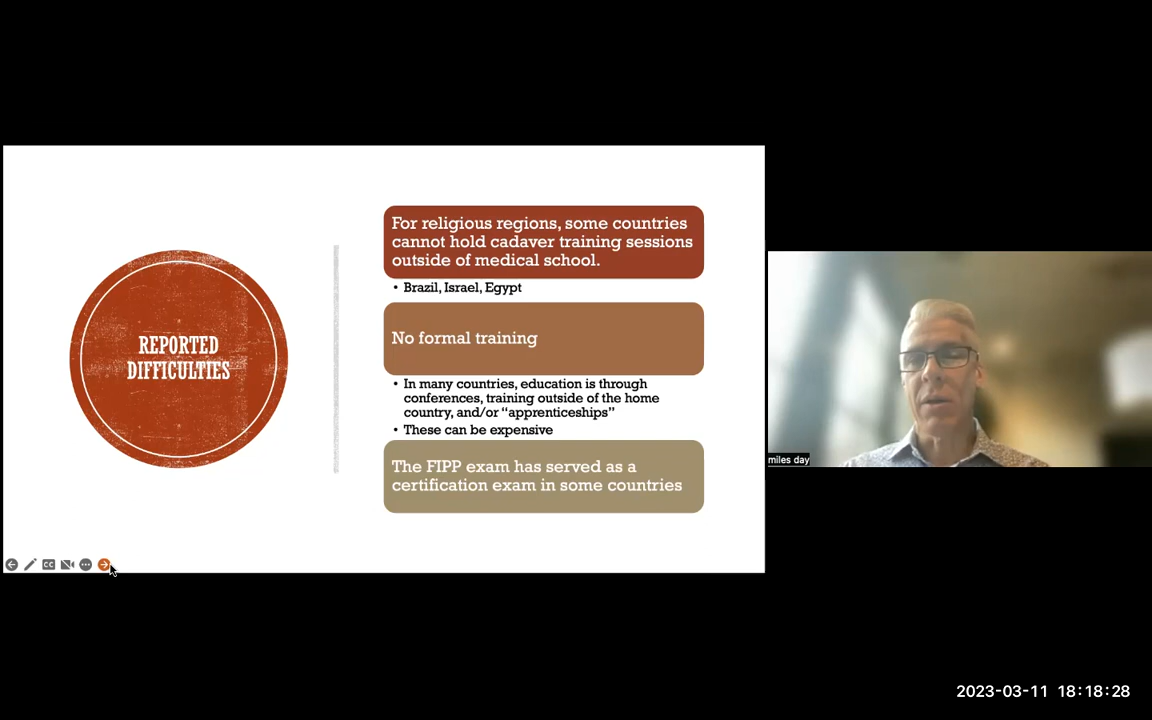 REPORTED
DIFFICULTIES
For religious regions, some countries
cannot hold cadaver training sessions
outside of medical school.
• Brazil, Israel, Egypt
No formal training
• In many countries, education is through
conferences, training outside of the home
country, and/or “apprenticeships”
• These can be expensive
The FIPP exam has served as a
certification exam in some countries
CC
miles day
2023-03-11 18:18:28